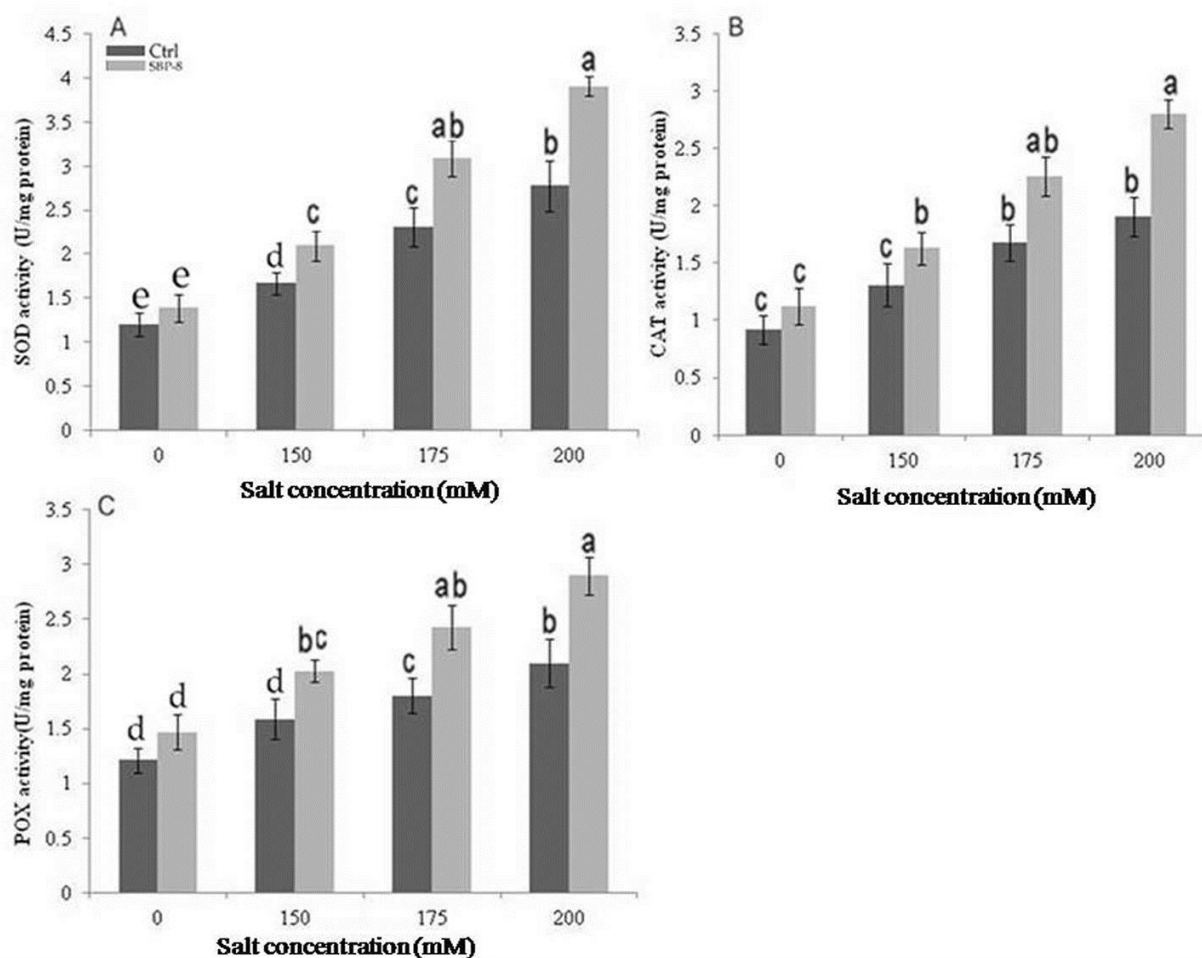 A
Ctrl
SBP-8
SOD activity (U/mg protein)
4.5
4
3.5
3
2.5
2
1.5
1
0.5
0
e e d c c ab b a
0 150 175 200
Salt concentration (mM)
B
CAT activity (U/mg protein)
3.5
3
2.5
2
1.5
1
0.5
0
c c c b b ab b a
0 150 175 200
Salt concentration (mM)
C
POX activity(U/mg protein)
3.5
3
2.5
2
1.5
1
0.5
0
d d d bc c ab b a
0 150 175 200
Salt concentration (mM)